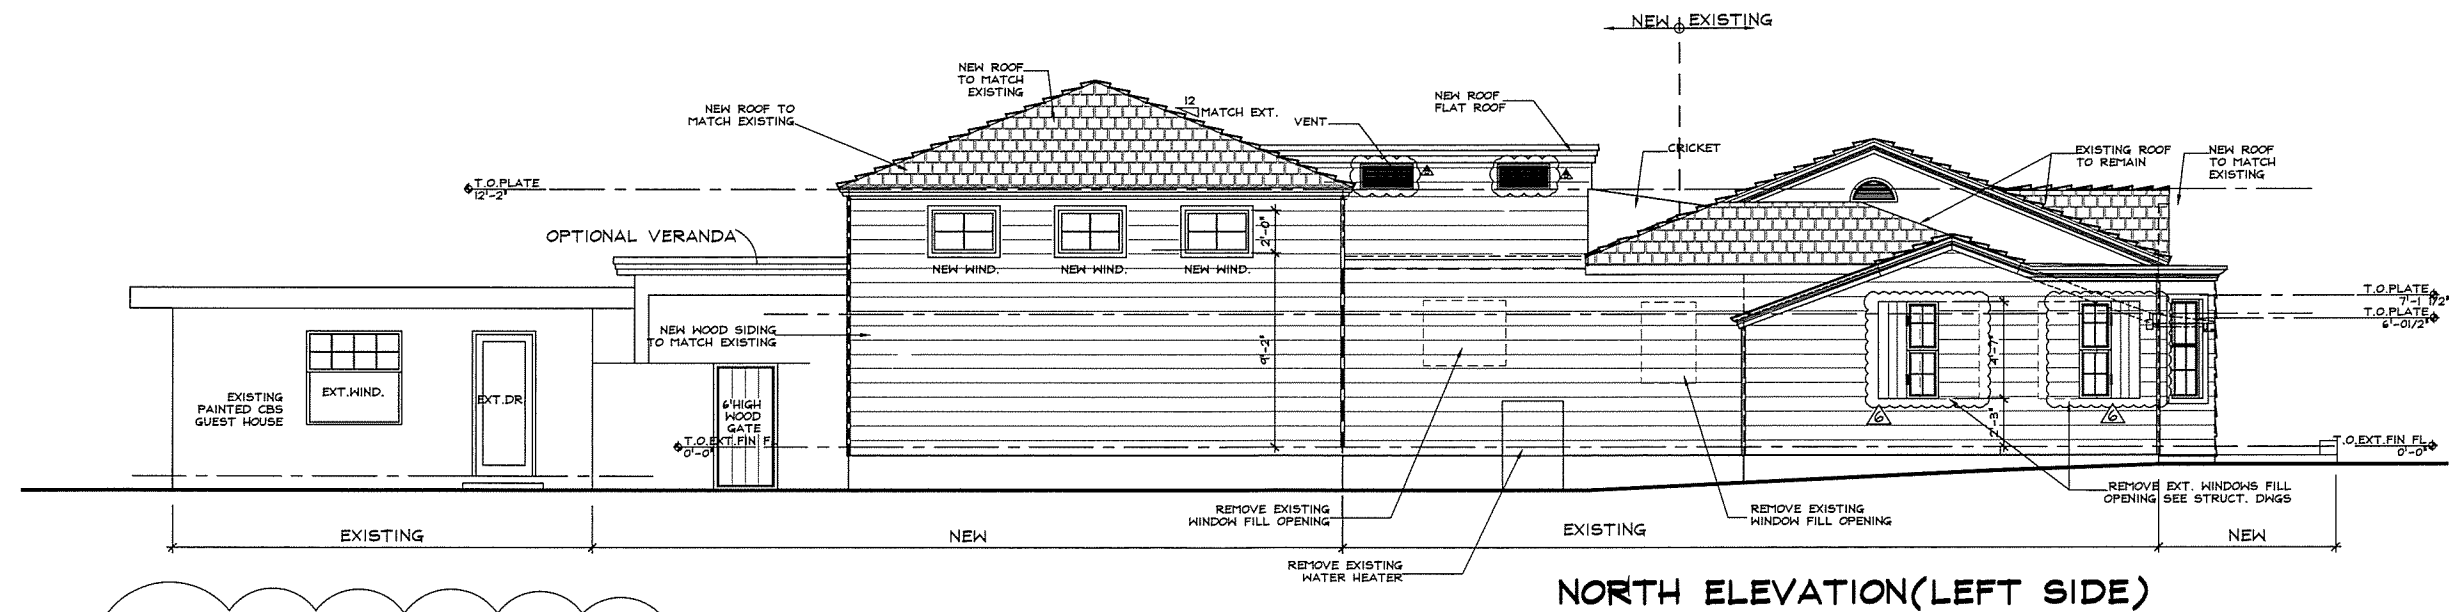 NEW EXISTING
NEW ROOF
TO MATCH
EXISTING
NEW ROOF TO
MATCH EXISTING
12
MATCH EXT.
VENT
NEW ROOF
FLAT ROOF
CRICKET
EXISTING ROOF
TO REMAIN
NEW ROOF
TO MATCH
EXISTING
T.O.PLATE
12'-2"
OPTIONAL VERANDA
2'-0"
NEW WIND.
NEW WIND.
NEW WIND.
T.O.PLATE
7'-1 1/2"
T.O.PLATE
6'-01/2"
NEW WOOD SIDING
TO MATCH EXISTING
9'-2"
4'-7"
EXISTING
PAINTED CBS
GUEST HOUSE
EXT.WIND.
EXT.DR.
6'HIGH
WOOD
GATE
T.O.EXT.FIN F
0'-0"
6
6
2'-3"
T.O.EXT.FIN FL.
0'-0"
REMOVE EXISTING
WINDOW FILL OPENING
REMOVE EXISTING
WINDOW FILL OPENING
REMOVE EXT. WINDOWS FILL
OPENING SEE STRUCT. DWGS
EXISTING
NEW
EXISTING
NEW
REMOVE EXISTING
WATER HEATER
NORTH ELEVATION(LEFT SIDE)